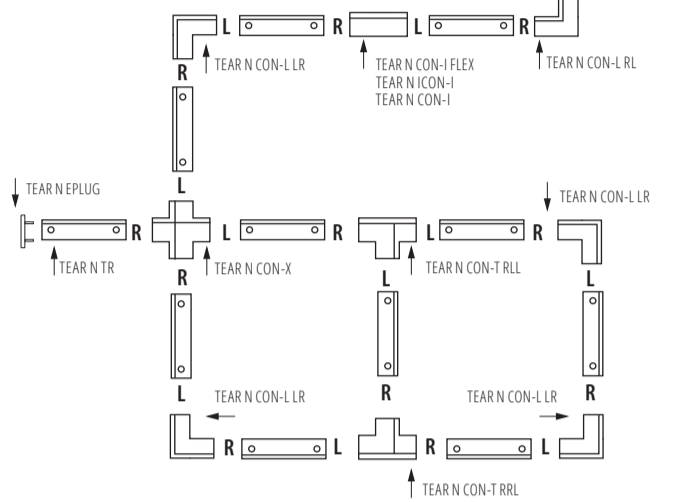 L R L R
TEAR N CON-L LR
TEAR N CON-I FLEX
TEAR N ICON-I
TEAR N CON-I
TEAR N CON-L RL
R
L
TEAR N EPLUG
TEAR N CON-L LR
R L R L R
TEAR N TR
TEAR N CON-X
TEAR N CON-T RLL
R L L
L R R
TEAR N CON-L LR
TEAR N CON-L LR
R L R L
TEAR N CON-T RRL